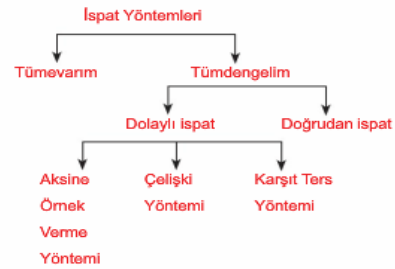 İspat Yöntemleri
Tümevarım Tümdengelim
Dolaylı ispat Doğrudan ispat
Aksine Çelişki Karşıt Ters
Örnek Yöntemi Yöntemi
Verme
Yöntemi